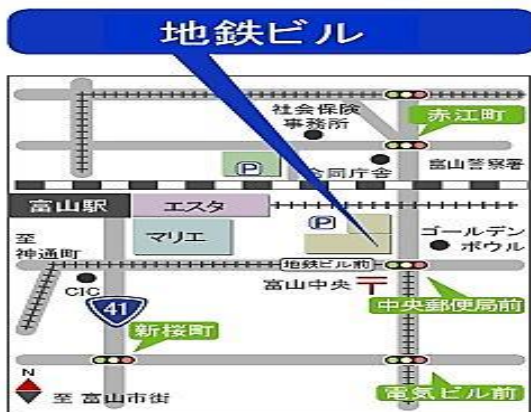 地鉄ビル
社会保険
事務所
赤江町
P
合同庁舎
富山警察署
富山駅
エスタ
P
マリエ
ゴールデン
ボウル
至
神通町
地鉄ビル前
CIC
富山中央〒
中央郵便局前
41
新桜町
N
至 富山市街
電気ビル前